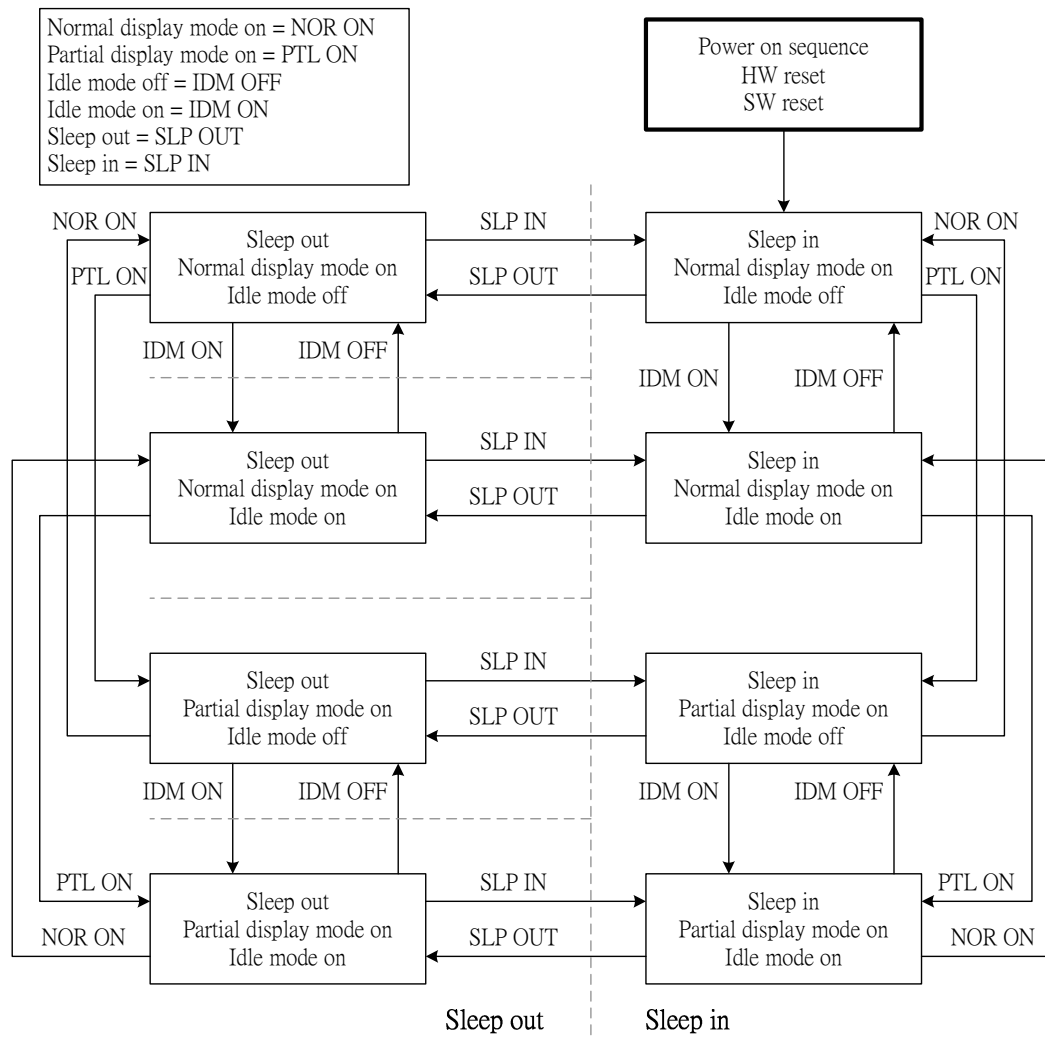 Normal display mode on = NOR ON
Partial display mode on = PTL ON
Idle mode off = IDM OFF
Idle mode on = IDM ON
Sleep out = SLP OUT
Sleep in = SLP IN
Power on sequence
HW reset
SW reset
NOR ON
PTL ON
Sleep out
Normal display mode on
Idle mode off
SLP IN
SLP OUT
Sleep in
Normal display mode on
Idle mode off
NOR ON
PTL ON
IDM ON
IDM OFF
IDM ON
IDM OFF
Sleep out
Normal display mode on
Idle mode on
SLP IN
SLP OUT
Sleep in
Normal display mode on
Idle mode on
Sleep out
Partial display mode on
Idle mode off
SLP IN
SLP OUT
Sleep in
Partial display mode on
Idle mode off
IDM ON
IDM OFF
IDM ON
IDM OFF
PTL ON
NOR ON
Sleep out
Partial display mode on
Idle mode on
SLP IN
SLP OUT
Sleep in
Partial display mode on
Idle mode on
PTL ON
NOR ON
Sleep out
Sleep in